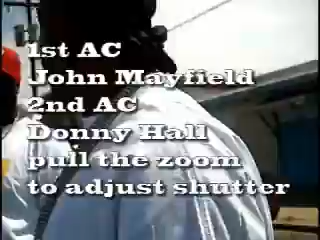 1st AC
John Mayfield
2nd AC
Donny Hall
pull the zoom
to adjust shutter